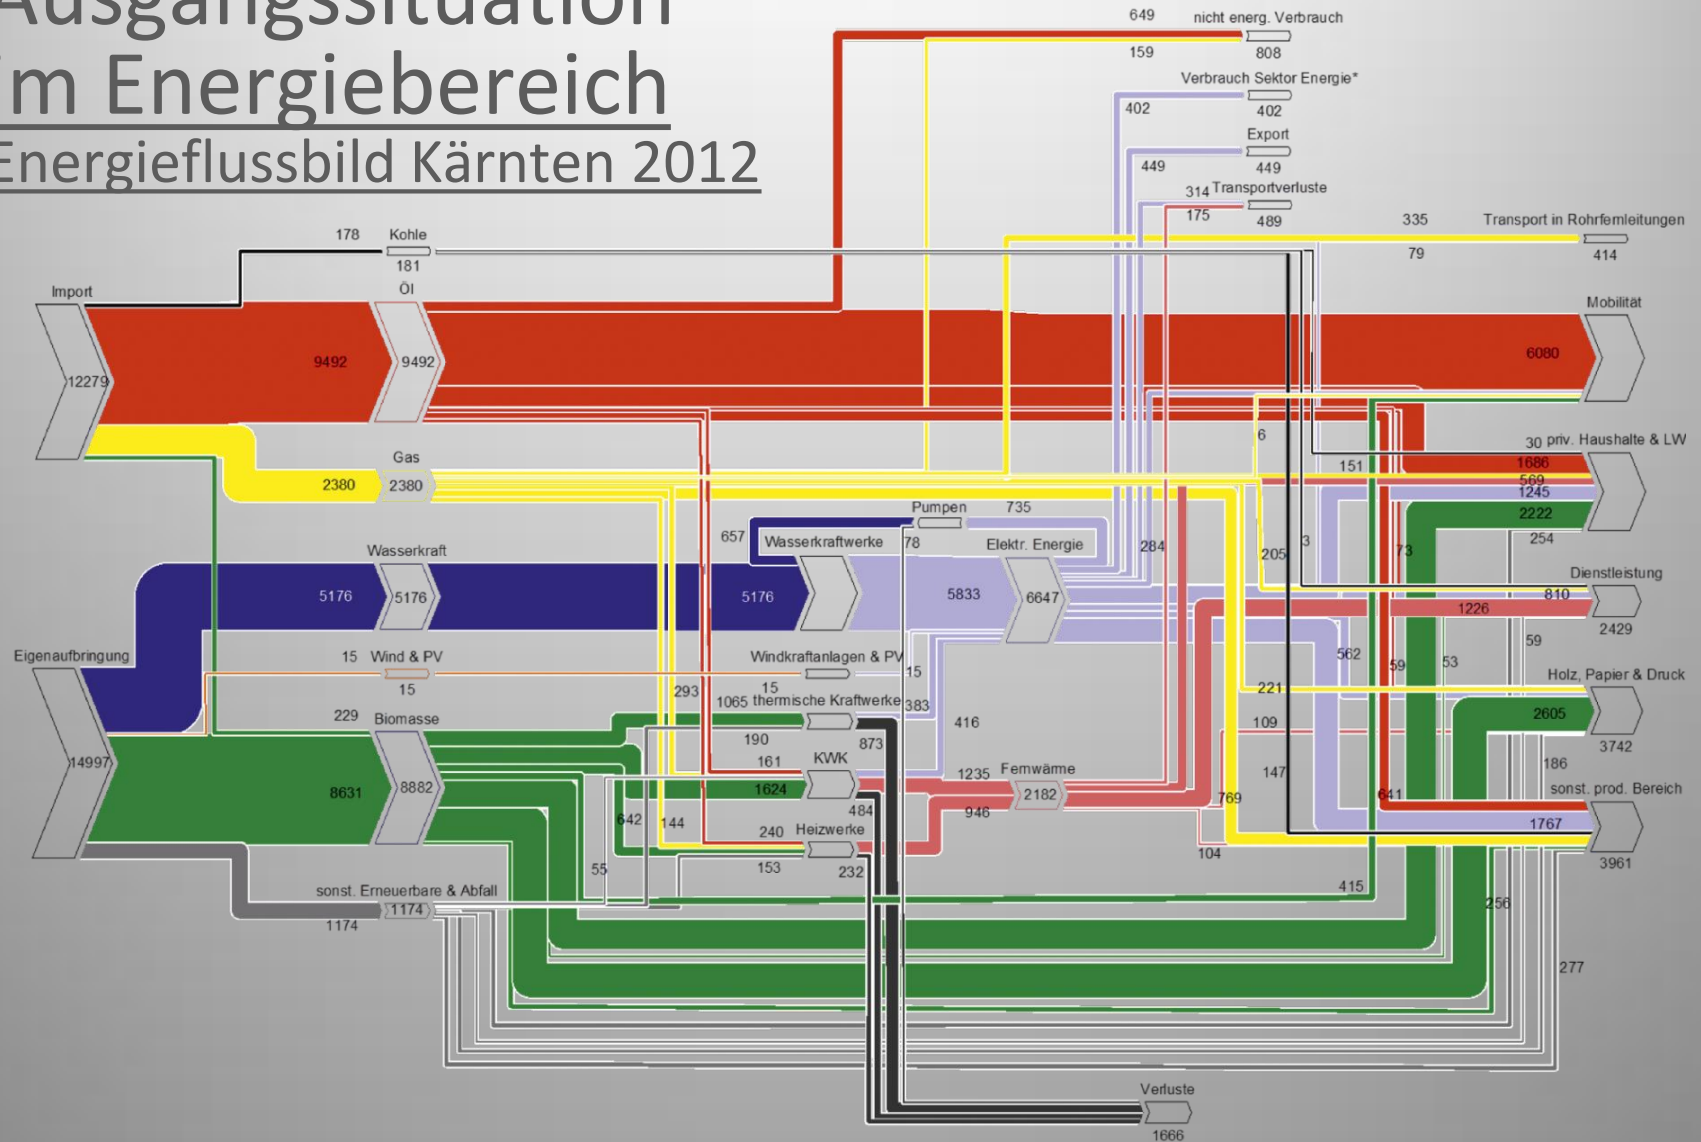 Ausgangssituation
im Energiebereich
Energieflussbild Kärnten 2012
649 nicht energ. Verbrauch
159 808
Verbrauch Sektor Energie*
402 402
Export
449 449
314 Transportverluste
175 489
335 Transport in Rohrfernleitungen
79 414
178 Kohle
181
Import
12279
Öl
9492 9492
Mobilität
6080
Gas
2380 2380
6
151
30 priv. Haushalte & LW
1686
569
1245
2222
254
Pumpen 735
657 78
Wasserkraftwerke
Elektr. Energie
284 205 3 73
Wasserkraft
5176 5176 5176 5833 6647
Dienstleistung
810
1226
2429
Eigenaufbringung
14997
15 Wind & PV
15
Windkraftanlagen & PV
15 15
562 59 53 59
293
221
Holz, Papier & Druck
2605
3742
229 Biomasse
8631 8882
1065 thermische Kraftwerke 383
190 873
416
109
186
161 KWK
1624 484
1235 Fernwärme
946 2182
147
769
641
sonst. prod. Bereich
1767
3961
642 144
240 Heizwerke
153 232
55
104
415
256
277
sonst. Erneuerbare & Abfall
1174
1174
Verluste
1666